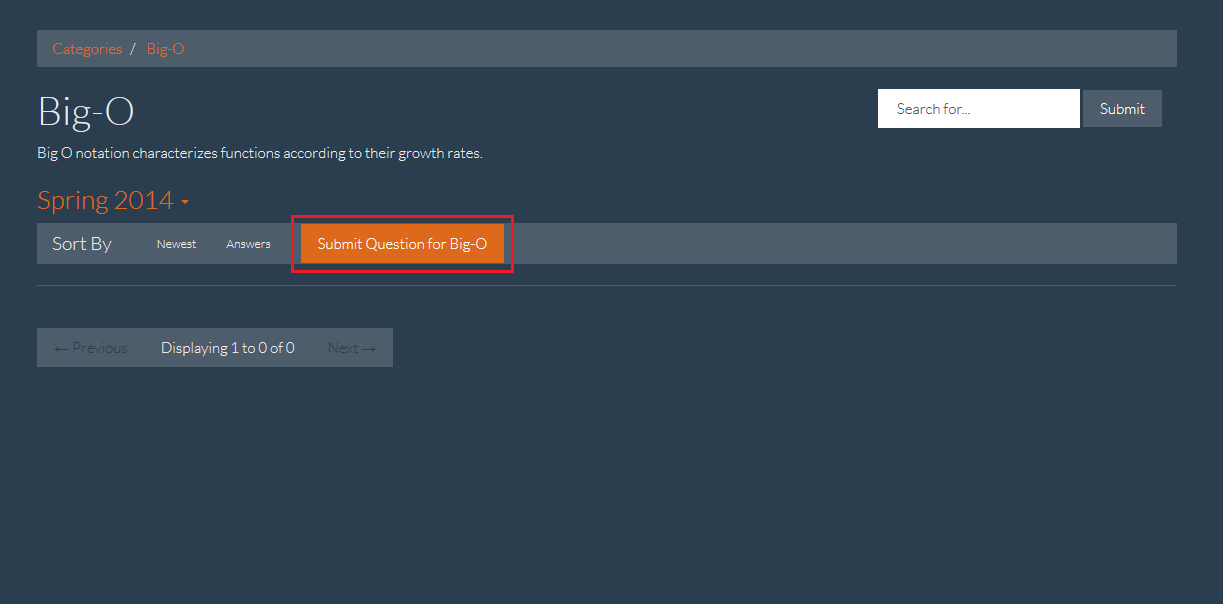 Categories / Big-O
Big-O
Search for...
Submit
Big O notation characterizes functions according to their growth rates.
Spring 2014
Sort By Newest Answers Submit Question for Big-O
← Previous Displaying 1 to 0 of 0 Next →